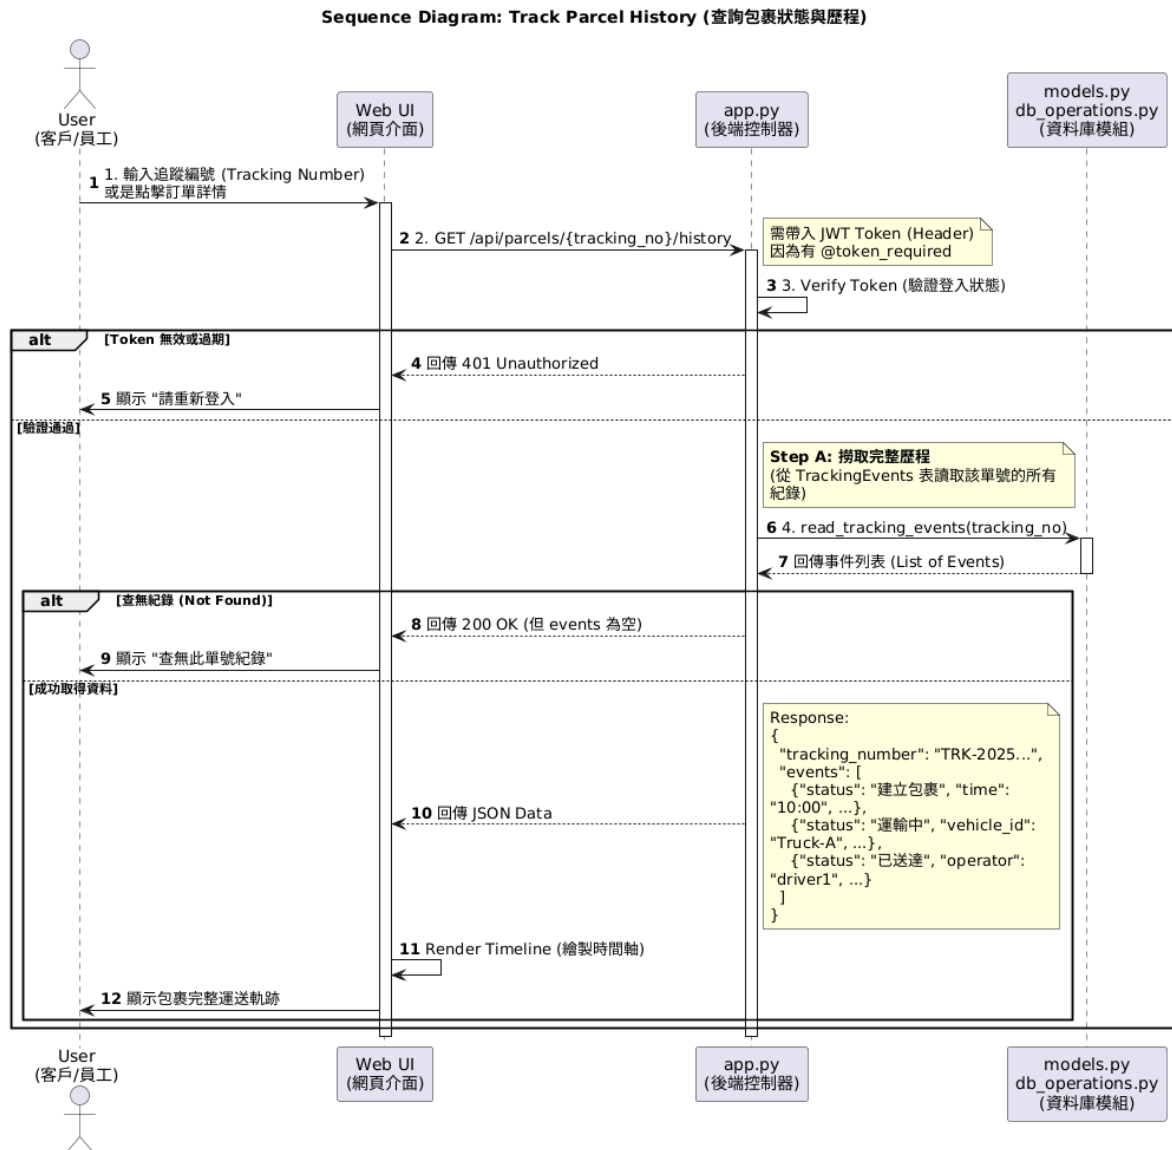 Sequence Diagram: Track Parcel History (查詢包裹狀態與歷程)
User
(客戶/員工)
Web UI
(網頁介面)
app.py
(後端控制器)
models.py
db_operations.py
(資料庫模組)
1 1. 輸入追蹤編號 (Tracking Number)
或是點擊訂單詳情
2 2. GET /api/parcels/{tracking_no}/history
需帶入 JWT Token (Header)
因為有 @token_required
3 3. Verify Token (驗證登入狀態)
alt [Token 無效或過期]
4 回傳 401 Unauthorized
5 顯示 "請重新登入"
[驗證通過]
Step A: 撈取完整歷程
(從 TrackingEvents 表讀取該單號的所有
紀錄)
6 4. read_tracking_events(tracking_no)
7 回傳事件列表 (List of Events)
alt [查無紀錄 (Not Found)]
8 回傳 200 OK (但 events 為空)
9 顯示 "查無此單號紀錄"
[成功取得資料]
Response:
{
"tracking_number": "TRK-2025...",
"events": [
{"status": "建立包裹", "time":
"10:00", ...},
{"status": "運輸中", "vehicle_id":
"Truck-A", ...},
{"status": "已送達", "operator":
"driver1", ...}
]
}
10 回傳 JSON Data
11 Render Timeline (繪製時間軸)
12 顯示包裹完整運送軌跡
User
(客戶/員工)
Web UI
(網頁介面)
app.py
(後端控制器)
models.py
db_operations.py
(資料庫模組)